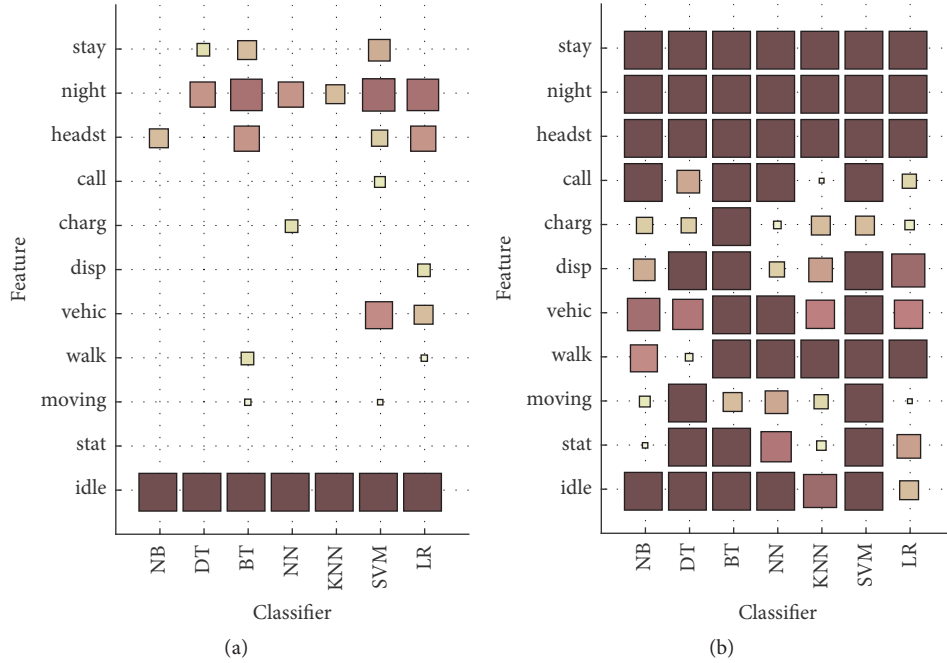 stay
night
headst
call
charg
disp
vehic
walk
moving
stat
idle
Feature
NB
DT
BT
NN
KNN
SVM
LR
Classifier
(a)
stay
night
headst
call
charg
disp
vehic
walk
moving
stat
idle
Feature
NB
DT
BT
NN
KNN
SVM
LR
Classifier
(b)